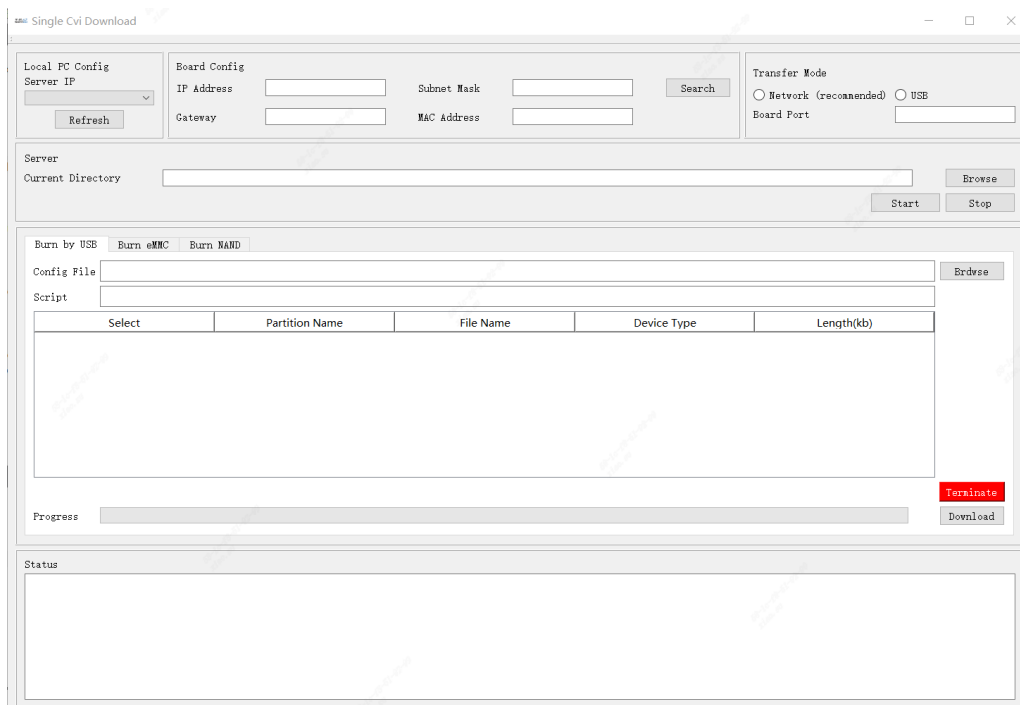 Single Cvi Download
Local PC Config
Server IP
Refresh
Board Config
IP Address
Subnet Mask
Search
Gateway
MAC Address
Transfer Mode
Network (recommended)
USB
Board Port
Server
Current Directory
Browse
Start
Stop
Burn by USB
Burn eMMC
Burn NAND
Config File
Brdwse
Script
Select
Partition Name
File Name
Device Type
Length(kb)
Terminate
Progress
Download
Status